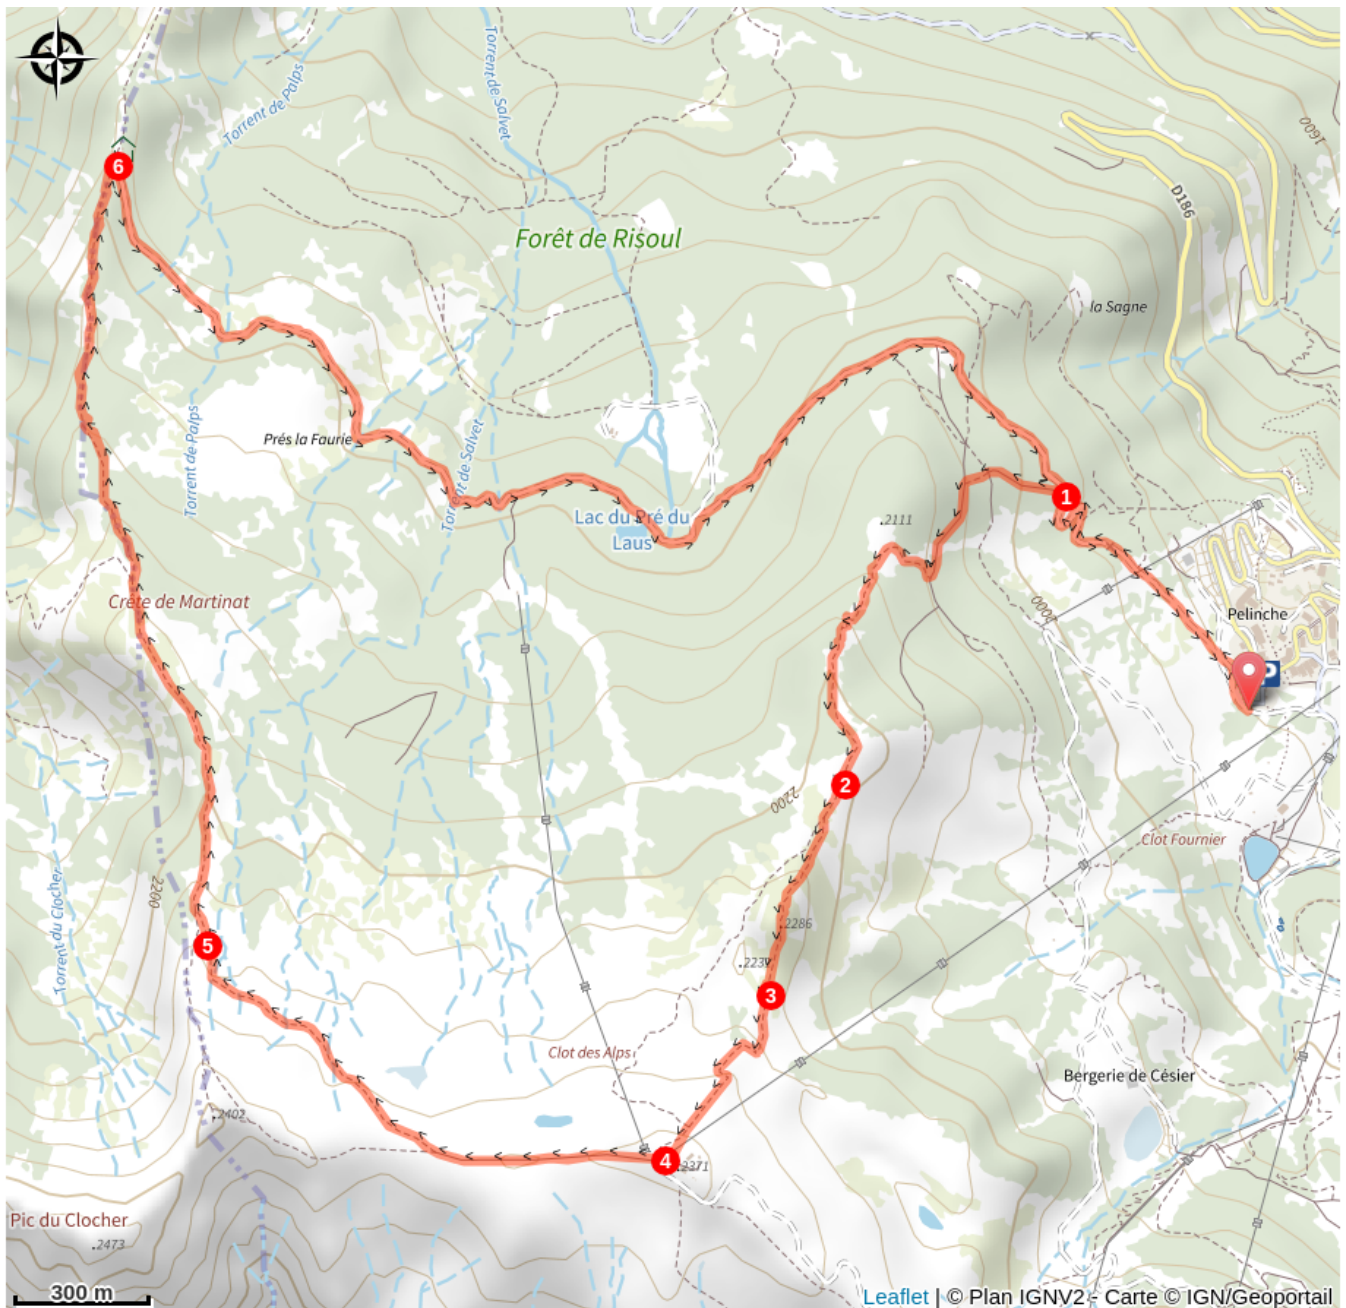 Torrent de Salvet
Torrent de Palps
1600
6
D186
Forêt de Risoul
la Sagne
Torrent de Palps
Prés la Faurie
Torrent de Salvet
1
Lac du Pré du
Laus
.2111
2000
Crête de Martinat
Pelinche
P
2
2200
Clot Fournier
Torrent du Clocher
2200
.2286
5
.2239
3
Clot des Alps
Bergerie de Césier
.2402
4
.2371
Pic du Clocher
.2473
300 m
Leaflet | © Plan IGNV2 - Carte © IGN/Geoportail